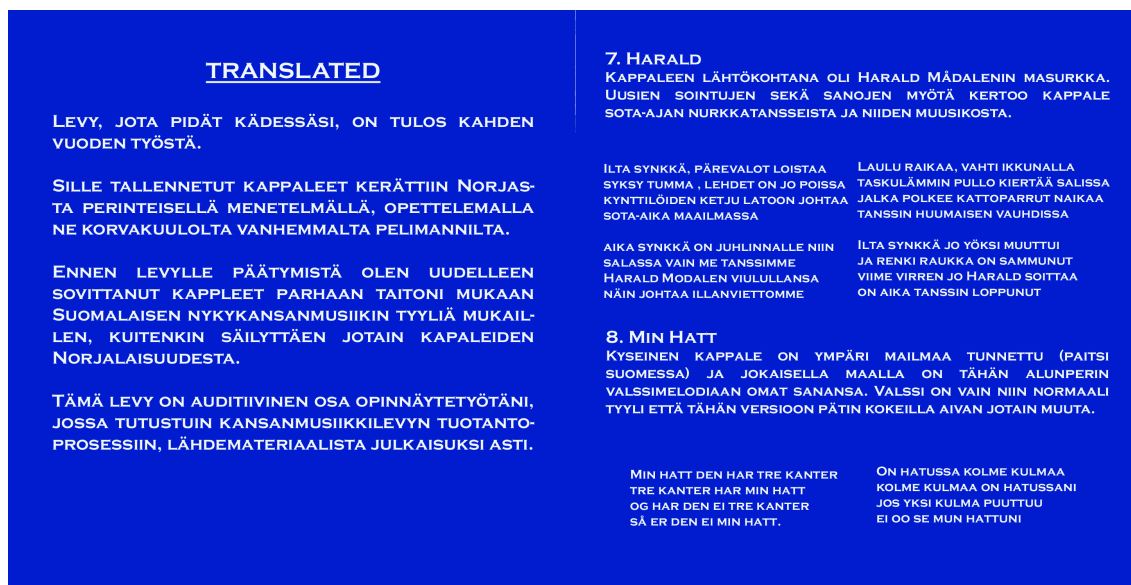 TRANSLATED
LEVY, JOTA PIDÄT KÄDESSÄSI, ON TULOS KAHDEN
VUODEN TYÖSTÄ.
SILLE TALLENNETUT KAPPALEET KERÄTTIIN NORJAS-
TA PERINTEISELLÄ MENETELMÄLLÄ, OPETTELEMALLA
NE KORVAKUULOLTA VANHEMMALTA PELIMANNILTA.
ENNEN LEVYLLE PÄÄTYMISTÄ OLEN UUDELLEEN
SOVITTANUT KAPPLEET PARHAAN TAITONI MUKAAN
SUOMALAISEN NYKYKANSANMUSIIKIN TYYLIÄ MUKAIL-
LEN, KUITENKIN SÄILYTTÄEN JOTAIN KAPALEIDEN
NORJALAISUUDESTA.
TÄMÄ LEVY ON AUDITIIVINEN OSA OPINNÄYTETYÖTÄNI,
JOSSA TUTUSTUIN KANSANMUSIIKKILEVYN TUOTANTO-
PROSESSIIN, LÄHDEMATERIAALISTA JULKAISUKSI ASTI.
7. HARALD
KAPPALEEN LÄHTÖKOHTANA OLI HARALD MÅDALENIN MASURKKA.
UUSIEN SOINTUJEN SEKÄ SANOJEN MYÖTÄ KERTOO KAPPALE
SOTA-AJAN NURKKATANSSEISTA JA NIIDEN MUUSIKOSTA.
ILTA SYNKKÄ, PÄREVALOT LOISTAA
SYKSY TUMMA , LEHDET ON JO POISSA
KYNTTILÖIDEN KETJU LATOON JOHTAA
SOTA-AIKA MAAILMASSA
AIKA SYNKKÄ ON JUHLINNALLE NIIN
SALASSA VAIN ME TANSSIMME
HARALD MODALEN VIULULLANSA
NÄIN JOHTAA ILLANVIETTOMME
LAULU RAIKAA, VAHTI IKKUNALLA
TASKULÄMMIN PULLO KIERTÄÄ SALISSA
JALKA POLKEE KATTOPARRUT NAIKAA
TANSSIN HUUMAISEN VAUHDISSA
ILTA SYNKKÄ JO YÖKSI MUUTTUI
JA RENKI RAUKKA ON SAMMUNUT
VIIME VIRREN JO HARALD SOITTAA
ON AIKA TANSSIN LOPPUNUT
8. MIN HATT
KYSEINEN KAPPALE ON YMPÄRI MAILMAA TUNNETTU (PAITSI
SUOMESSA) JA JOKAISELLA MAALLA ON TÄHÄN ALUNPERIN
VALSSIMELODIAAN OMAT SANANSA. VALSSI ON VAIN NIIN NORMAALI
TYYLI ETTÄ TÄHÄN VERSIOON PÄTIN KOKEILLA AIVAN JOTAIN MUUTA.
MIN HATT DEN HAR TRE KANTER
TRE KANTER HAR MIN HATT
OG HAR DEN EI TRE KANTER
SÅ ER DEN EI MIN HATT.
ON HATUSSA KOLME KULMAA
KOLME KULMAA ON HATUSSANI
JOS YKSI KULMA PUUTTUU
EI OO SE MUN HATTUNI